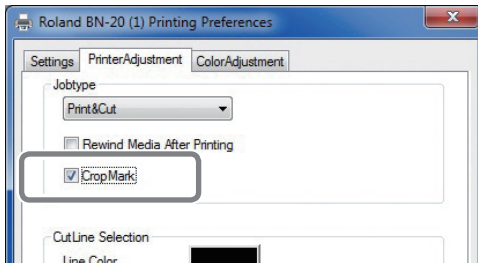 Roland BN-20 (1) Printing Preferences
Settings PrinterAdjustment ColorAdjustment
Jobtype
Print&Cut
Rewind Media After Printing
CropMark
CutLine Selection
Line Color